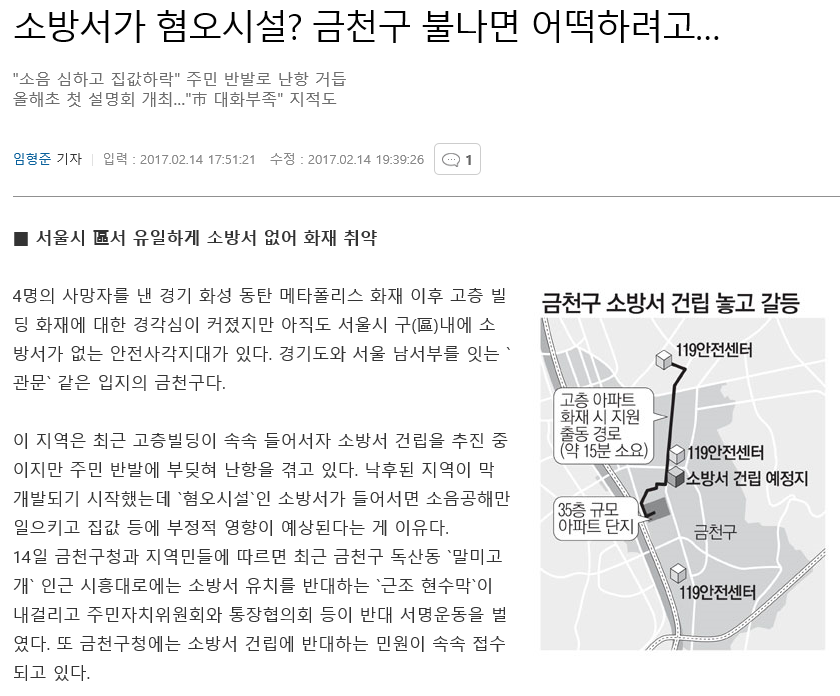 소방서가 혐오시설? 금천구 불나면 어떡하려고...
"소음 심하고 집값하락" 주민 반발로 난항 거듭
올해초 첫 설명회 개최..."市 대화부족" 지적도
임형준 기자 입력 : 2017.02.14 17:51:21 수정 : 2017.02.14 19:39:26 1
■ 서울시 區서 유일하게 소방서 없어 화재 취약
4명의 사망자를 낸 경기 화성 동탄 메타폴리스 화재 이후 고층 빌
딩 화재에 대한 경각심이 커졌지만 아직도 서울시 구(區)내에 소
방서가 없는 안전사각지대가 있다. 경기도와 서울 남서부를 잇는 `
관문` 같은 입지의 금천구다.
이 지역은 최근 고층빌딩이 속속 들어서자 소방서 건립을 추진 중
이지만 주민 반발에 부딪혀 난항을 겪고 있다. 낙후된 지역이 막
개발되기 시작했는데 `혐오시설`인 소방서가 들어서면 소음공해만
일으키고 집값 등에 부정적 영향이 예상된다는 게 이유다.
14일 금천구청과 지역민들에 따르면 최근 금천구 독산동 `말미고
개` 인근 시흥대로에는 소방서 유치를 반대하는 `근조 현수막`이
내걸리고 주민자치위원회와 통장협의회 등이 반대 서명운동을 벌
였다. 또 금천구청에는 소방서 건립에 반대하는 민원이 속속 접수
되고 있다.
금천구 소방서 건립 놓고 갈등
119안전센터
고층 아파트
화재 시 지원
출동 경로
(약 15분 소요)
119안전센터
소방서 건립 예정지
35층 규모
아파트 단지
금천구
119안전센터